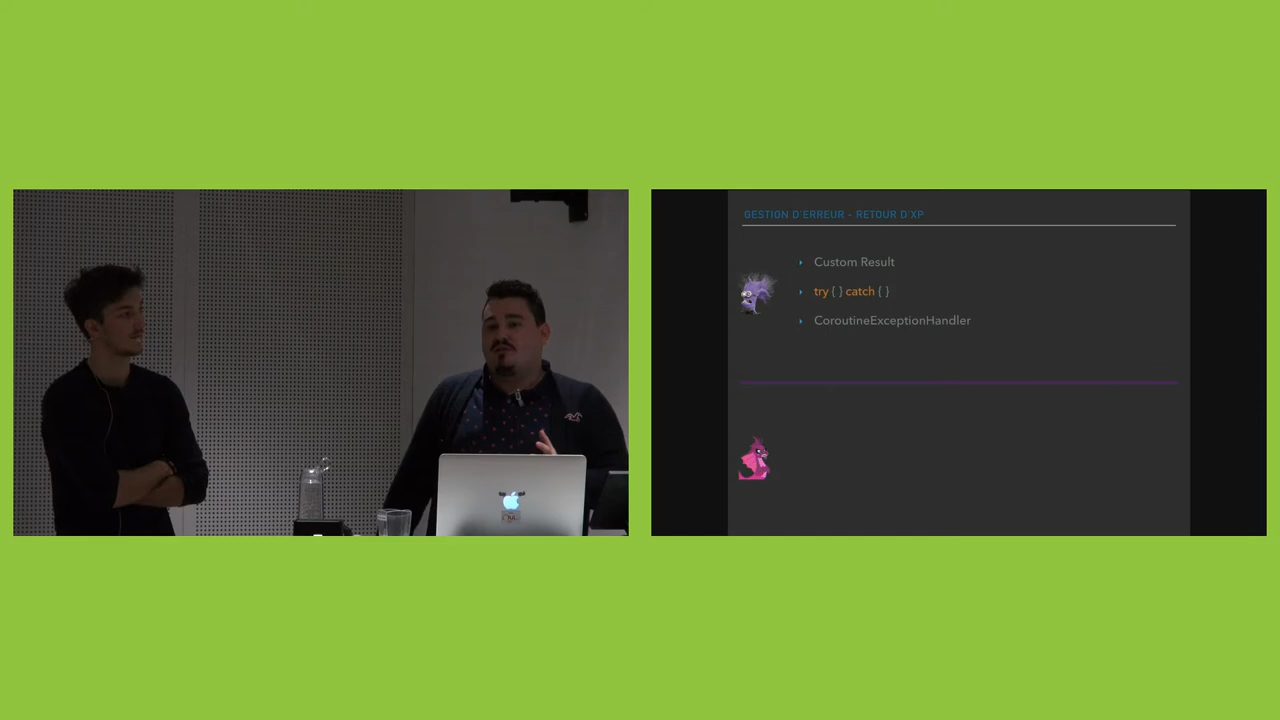 GESTION D'ERREUR - RETOUR D'XP
Custom Result
try { } catch { }
CoroutineExceptionHandler